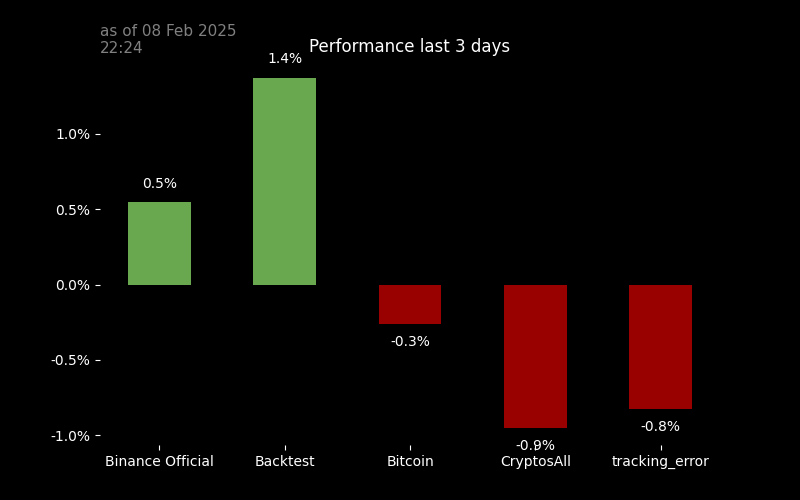 as of 08 Feb 2025
22:24
Performance last 3 days
1.4%
1.0%
0.5%
0.5%
0.0%
-0.3%
-0.5%
-0.8%
-1.0%
-0.9%
Binance Official
Backtest
Bitcoin
CryptosAll
tracking_error